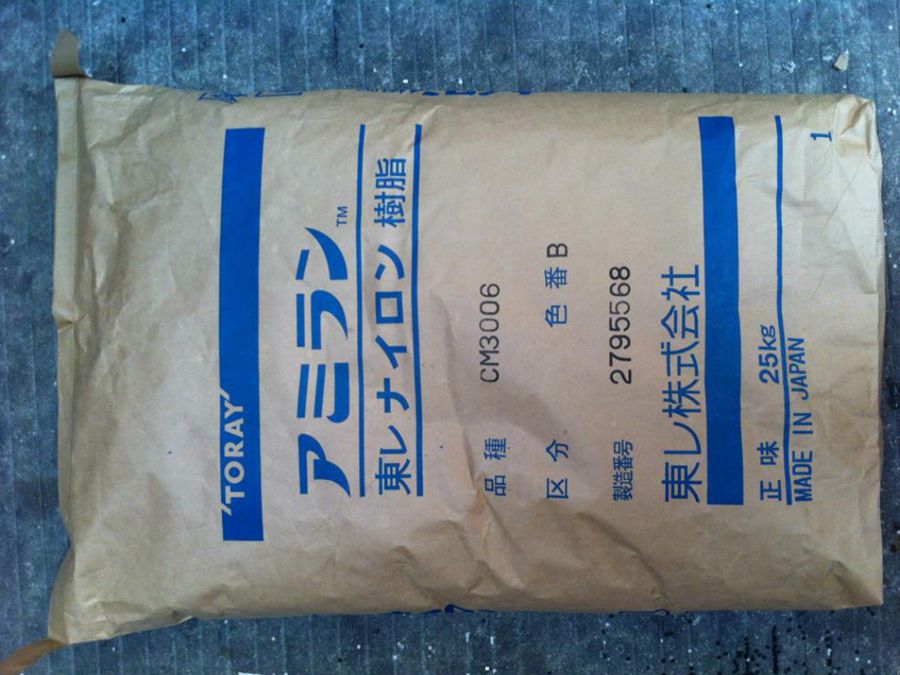 'TORAY'
アミラン™
東レナイロン樹脂
品種 CM3006
区分 色番 B
製造番号 2795568
東レ株式会社
正味 25kg
MADE IN JAPAN
1